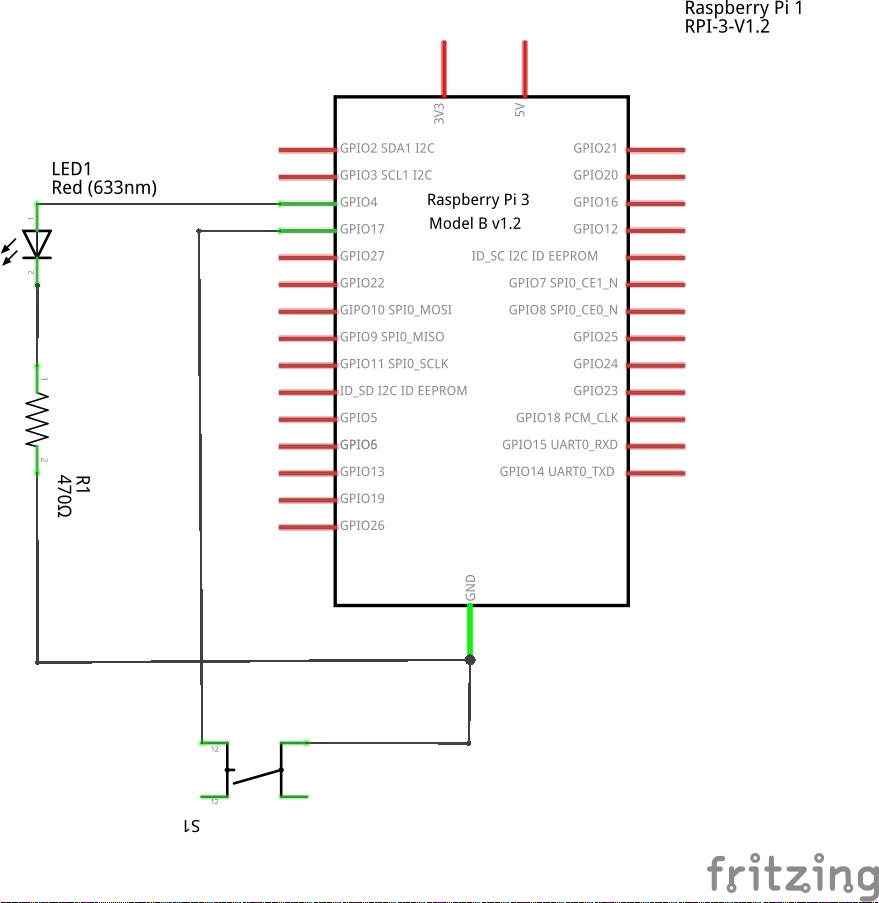 Raspberry Pi 1
RPI-3-V1.2
3V3
5V
LED1
Red (633nm)
1
2
GPIO2 SDA1 I2C
GPIO3 SCL1 I2C
GPIO4
GPIO17
GPIO27
GPIO22
GIPO10 SPI0_MOSI
GPIO9 SPI0_MISO
GPIO11 SPI0_SCLK
ID_SD I2C ID EEPROM
GPIO5
GPIO6
GPIO13
GPIO19
GPIO26
Raspberry Pi 3
Model B v1.2
GPIO21
GPIO20
GPIO16
GPIO12
ID_SC I2C ID EEPROM
GPIO7 SPI0_CE1_N
GPIO8 SPI0_CE0_N
GPIO25
GPIO24
GPIO23
GPIO18 PCM_CLK
GPIO15 UART0_RXD
GPIO14 UART0_TXD
1
2
R1
470Ω
GND
12
12
S1
fritzing